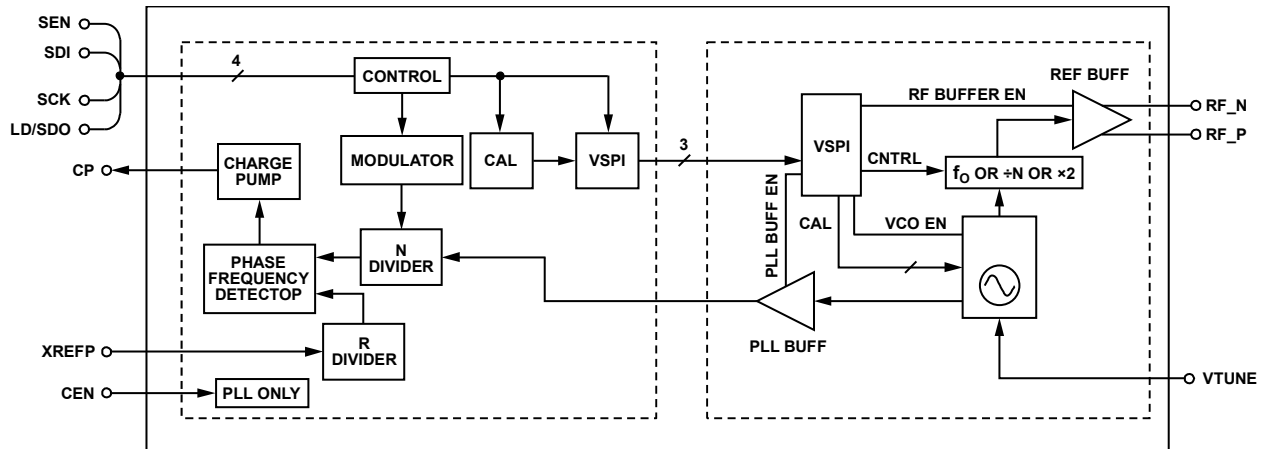 SEN
SDI
SCK
LD/SDO
CP
XREFP
CEN
4
CONTROL
MODULATOR
CAL
VSPI
CHARGE
PUMP
PHASE
FREQUENCY
DETECTOP
N
DIVIDER
R
DIVIDER
PLL ONLY
3
VSPI
RF BUFFER EN
REF BUFF
CNTRL
fO OR ÷N OR ×2
PLL BUFF EN
CAL
VCO EN
PLL BUFF
RF_N
RF_P
VTUNE